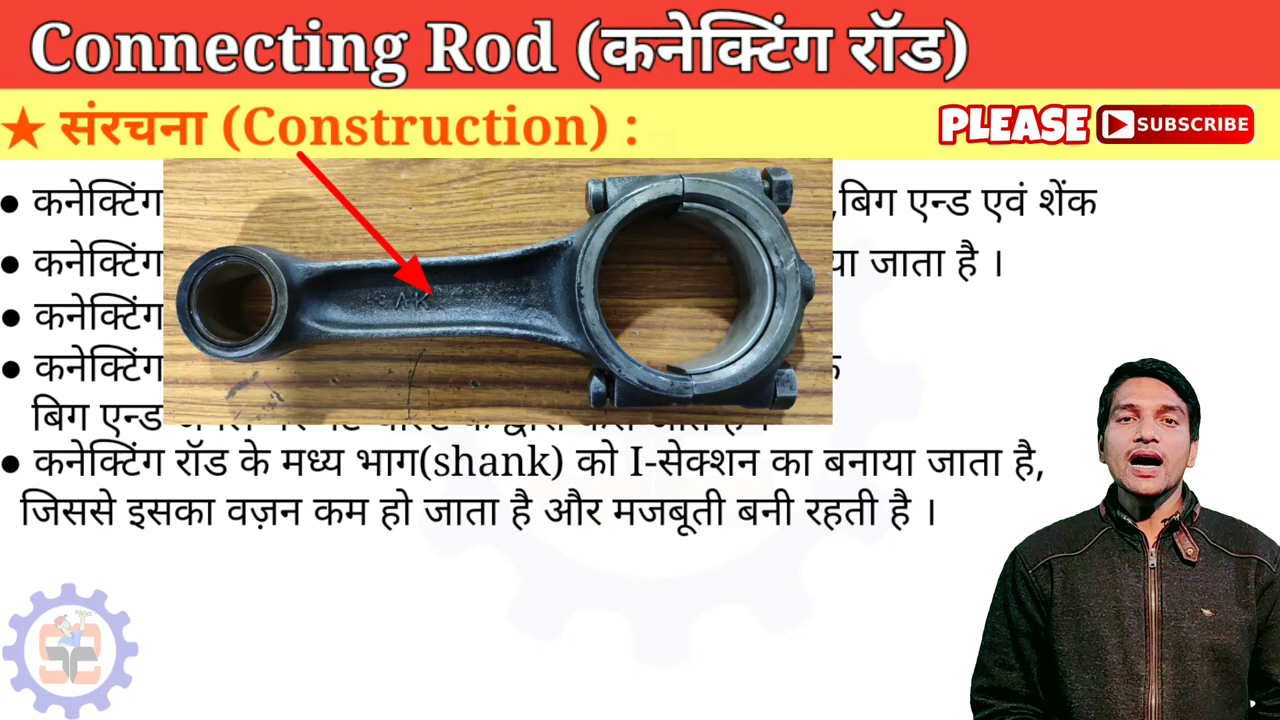 Connecting Rod (कनेक्टिंग रॉड)
★ संरचना (Construction) :
PLEASE SUBSCRIBE
● कनेक्टिंग ,बिग एन्ड एवं शेंक
● कनेक्टिंग जाता है ।
● कनेक्टिंग
● कनेक्टिंग
बिग एन्ड
● कनेक्टिंग रॉड के मध्य भाग(shank) को I-सेक्शन का बनाया जाता है,
जिससे इसका वज़न कम हो जाता है और मजबूती बनी रहती है ।